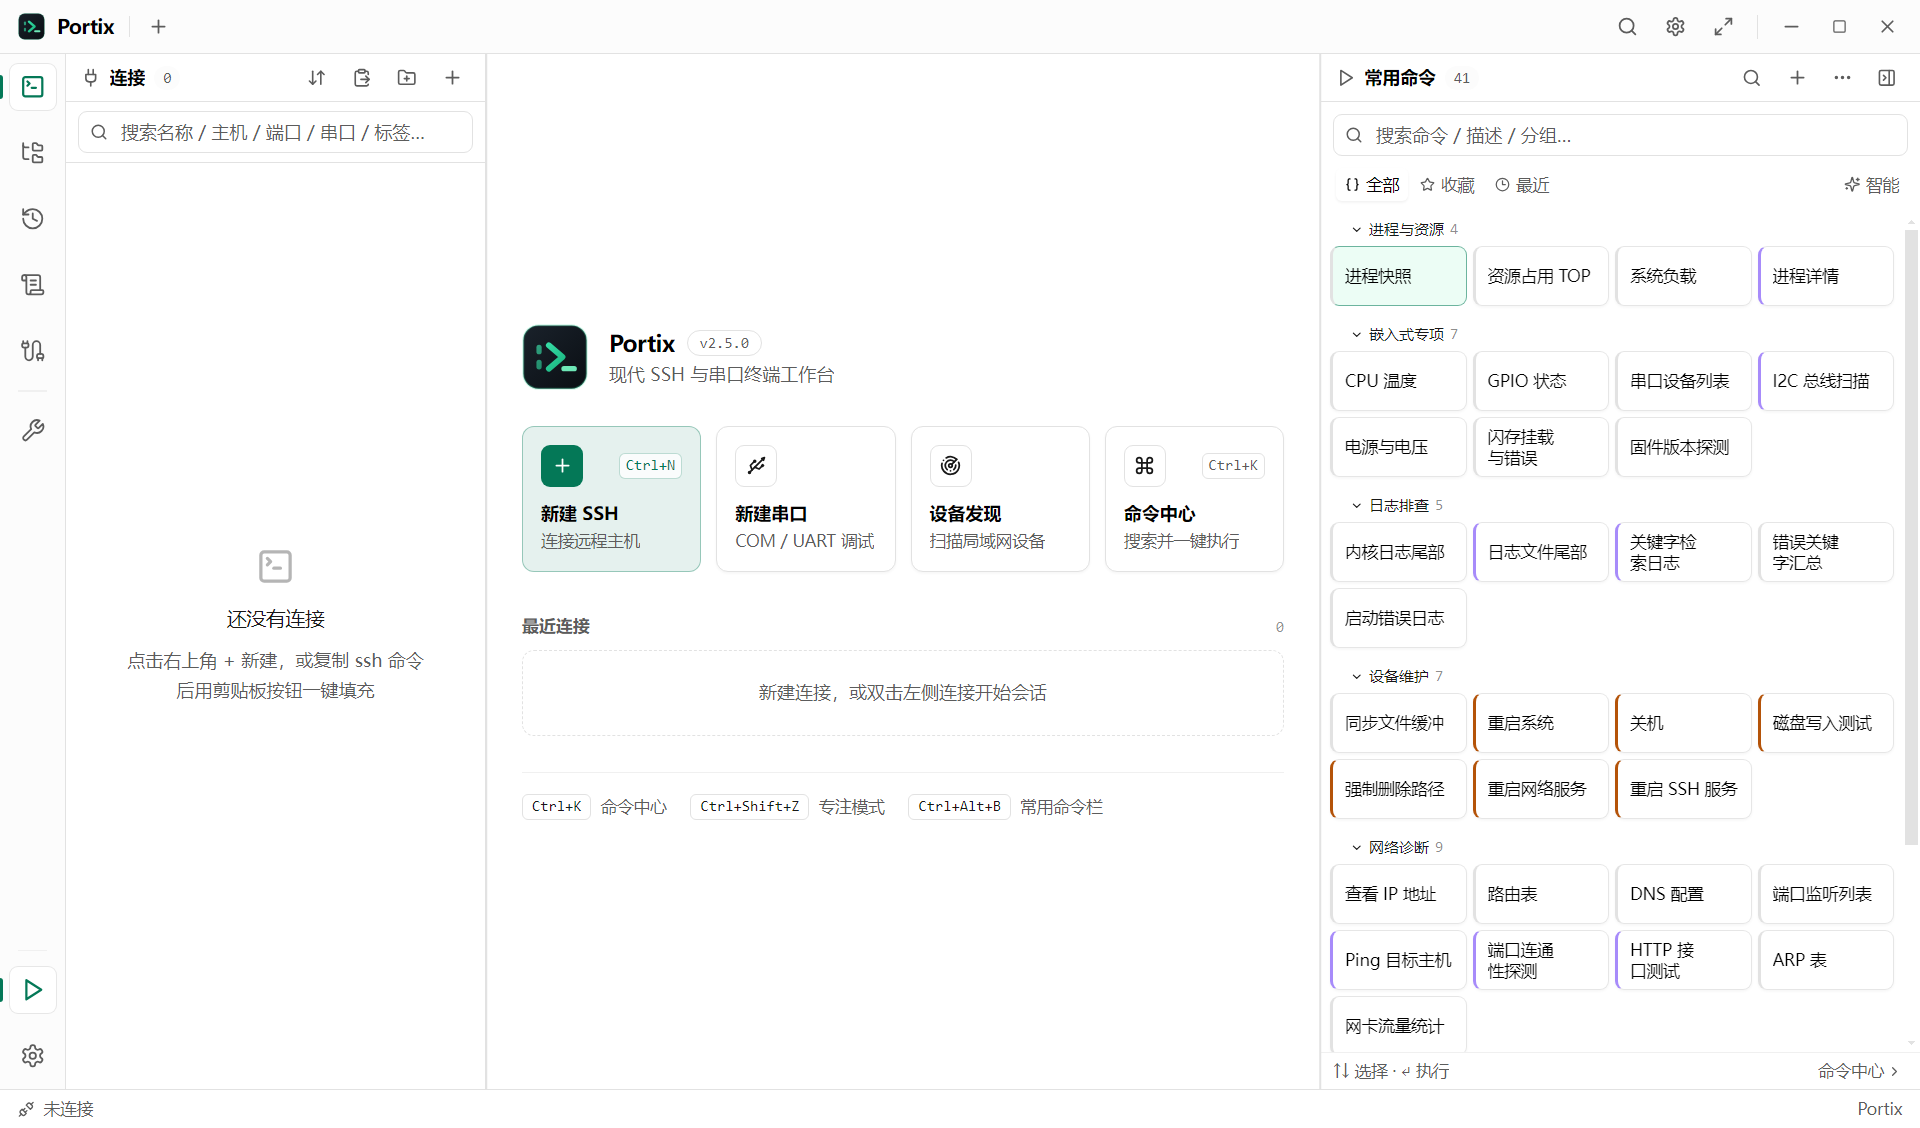 Portix
连接 0
搜索名称 / 主机 / 端口 / 串口 / 标签...
还没有连接
点击右上角 + 新建，或复制 ssh 命令
后用剪贴板按钮一键填充
Portix v2.5.0
现代 SSH 与串口终端工作台
Ctrl+N
新建 SSH
连接远程主机
新建串口
COM / UART 调试
设备发现
扫描局域网设备
Ctrl+K
命令中心
搜索并一键执行
最近连接 0
新建连接，或双击左侧连接开始会话
Ctrl+K 命令中心 Ctrl+Shift+Z 专注模式 Ctrl+Alt+B 常用命令栏
常用命令 41
搜索命令 / 描述 / 分组...
全部 收藏 最近 智能
进程与资源 4
进程快照 资源占用 TOP 系统负载 进程详情
嵌入式专项 7
CPU 温度 GPIO 状态 串口设备列表 I2C 总线扫描
电源与电压
闪存挂载
与错误
固件版本探测
日志排查 5
内核日志尾部 日志文件尾部
关键字检
索日志
错误关键
字汇总
启动错误日志
设备维护 7
同步文件缓冲 重启系统 关机 磁盘写入测试
强制删除路径 重启网络服务 重启 SSH 服务
网络诊断 9
查看 IP 地址 路由表 DNS 配置 端口监听列表
Ping 目标主机
端口连通
性探测
HTTP 接
口测试
ARP 表
网卡流量统计
↑↓ 选择 · ↵ 执行 命令中心 ›
未连接 Portix